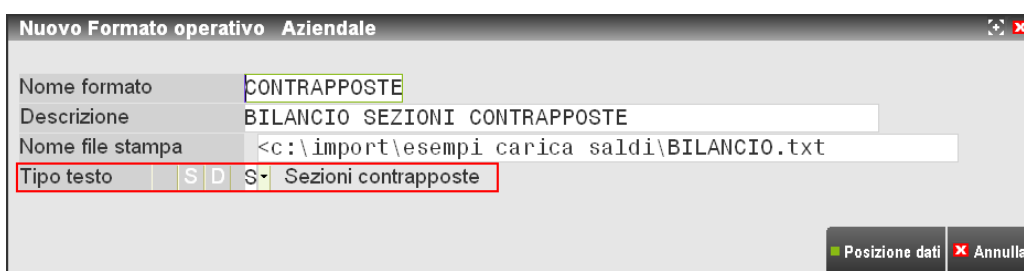 Nuovo Formato operativo Aziendale
Nome formato CONTRAPPOSTE
Descrizione BILANCIO SEZIONI CONTRAPPOSTE
Nome file stampa <c:\import\esempi carica saldi\BILANCIO.txt
Tipo testo S D S Sezioni contrapposte
Posizione dati Annulla